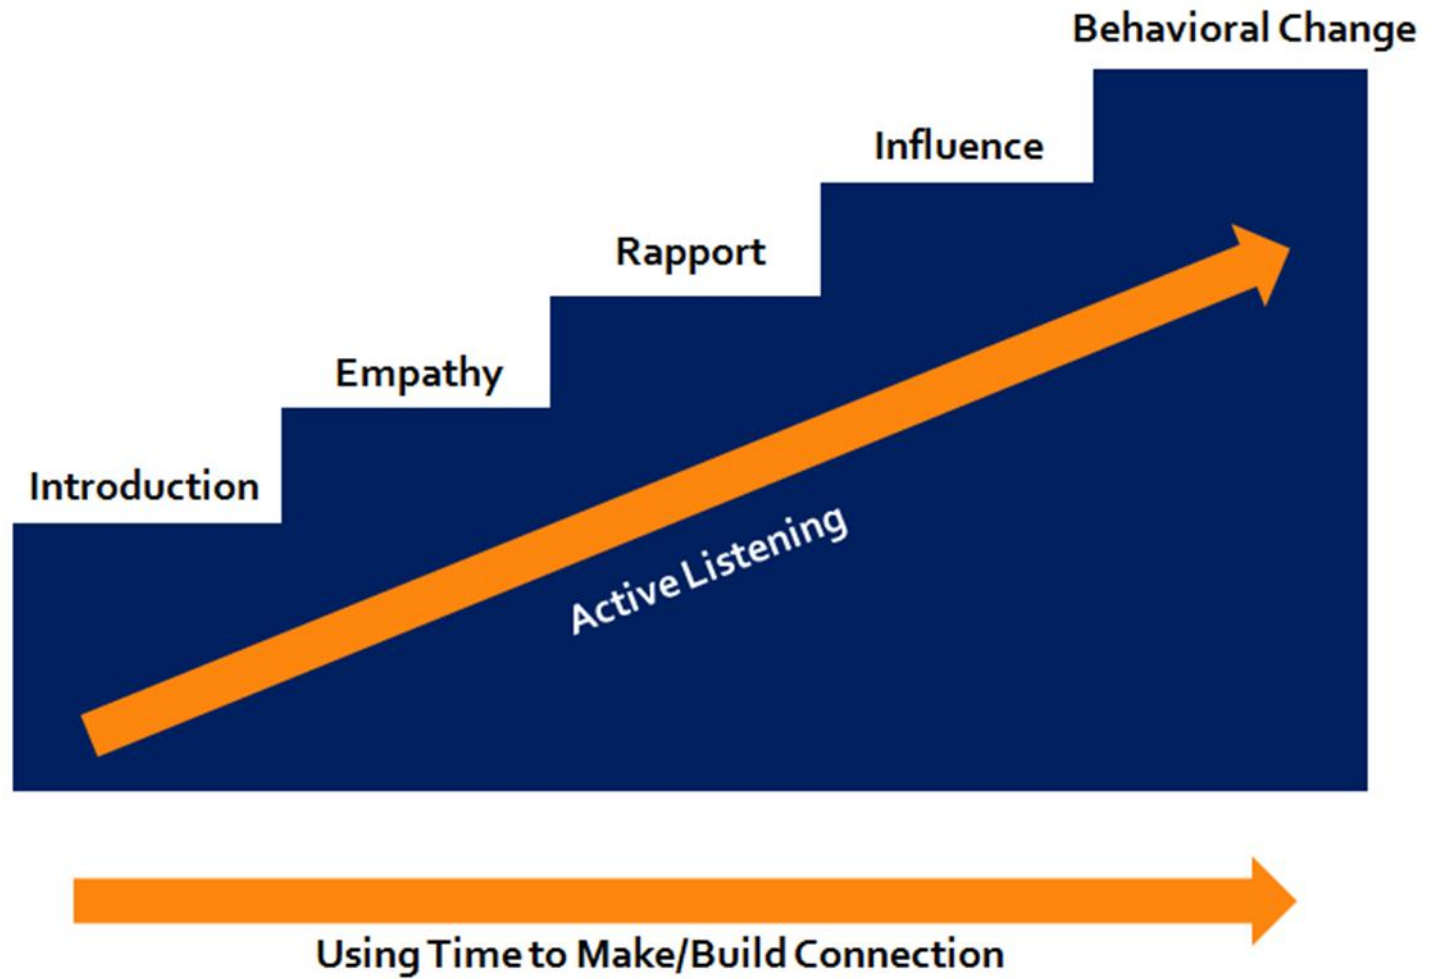 Behavioral Change
Influence
Rapport
Empathy
Introduction
Active Listening
Using Time to Make/Build Connection